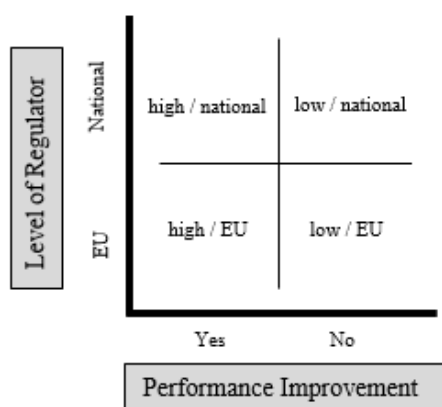 Level of Regulator
National
EU
high / national
low / national
high / EU
low / EU
Yes
No
Performance Improvement